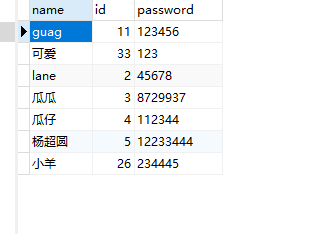 name id password
guag 11 123456
可爱 33 123
lane 2 45678
瓜瓜 3 8729937
瓜仔 4 112344
杨超圆 5 12233444
小羊 26 234445